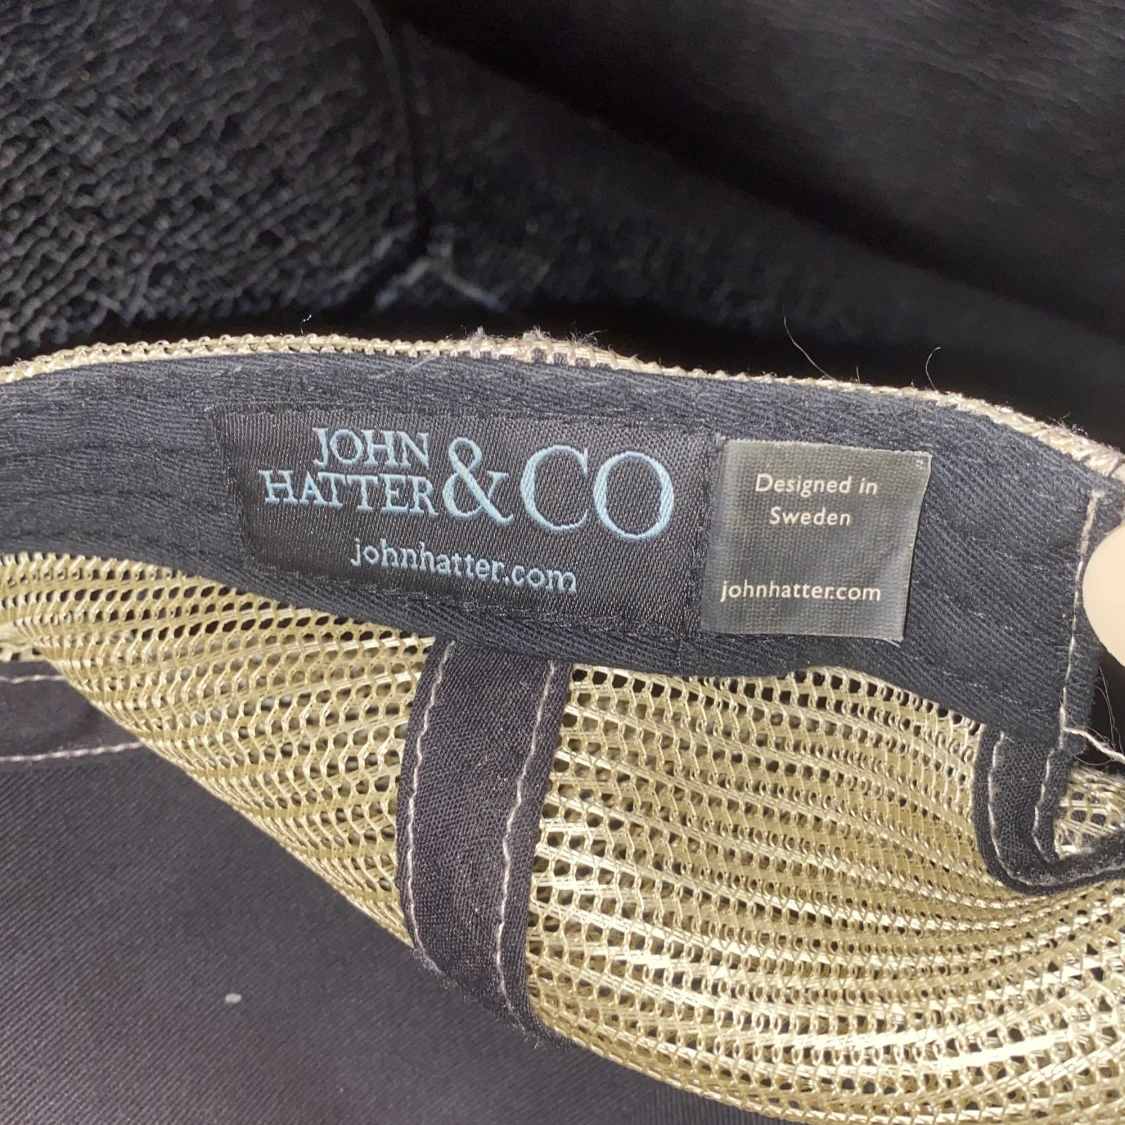 JOHN
HATTER & CO
johnhatter.com
Designed in
Sweden
johnhatter.com